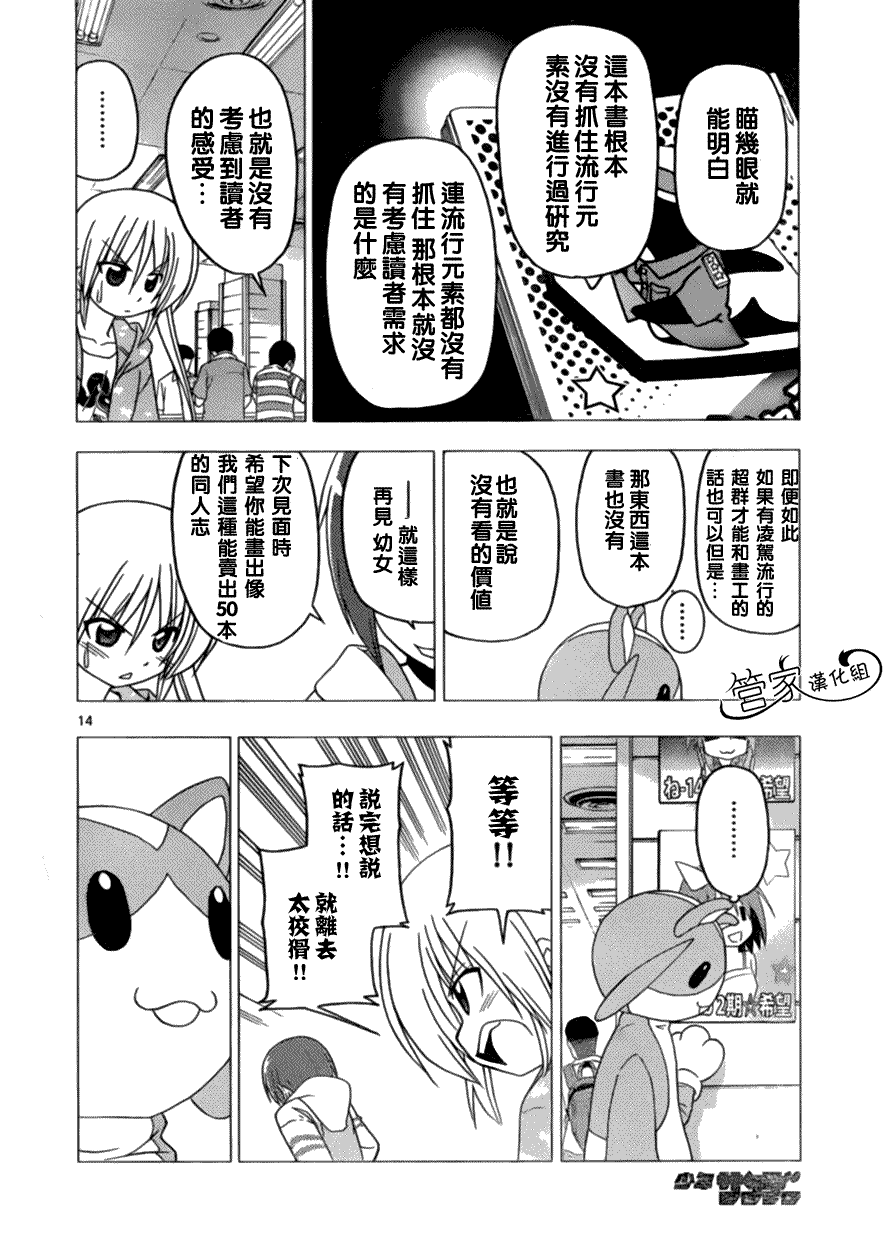 瞄幾眼就
能明白
這本書根本
沒有抓住流行元
素沒有進行過研究
連流行元素都沒有
抓住 那根本就沒
有考慮讀者需求
的是什麼
也就是沒有
考慮到讀者
的感受…
………
即便如此
如果有凌駕流行的
超群才能和畫工的
話也可以但是…
那東西這本
書也沒有
……
也就是說
沒有看的價值
——就這樣
再見 幼女
下次見面時
希望你能畫出像
我們這種能賣出50本
的同人志
管家漢化組
14
………
ね-14
希望
2期☆希望
等等!!
說完想說
的話…!!
就離去
太狡猾!!
少年